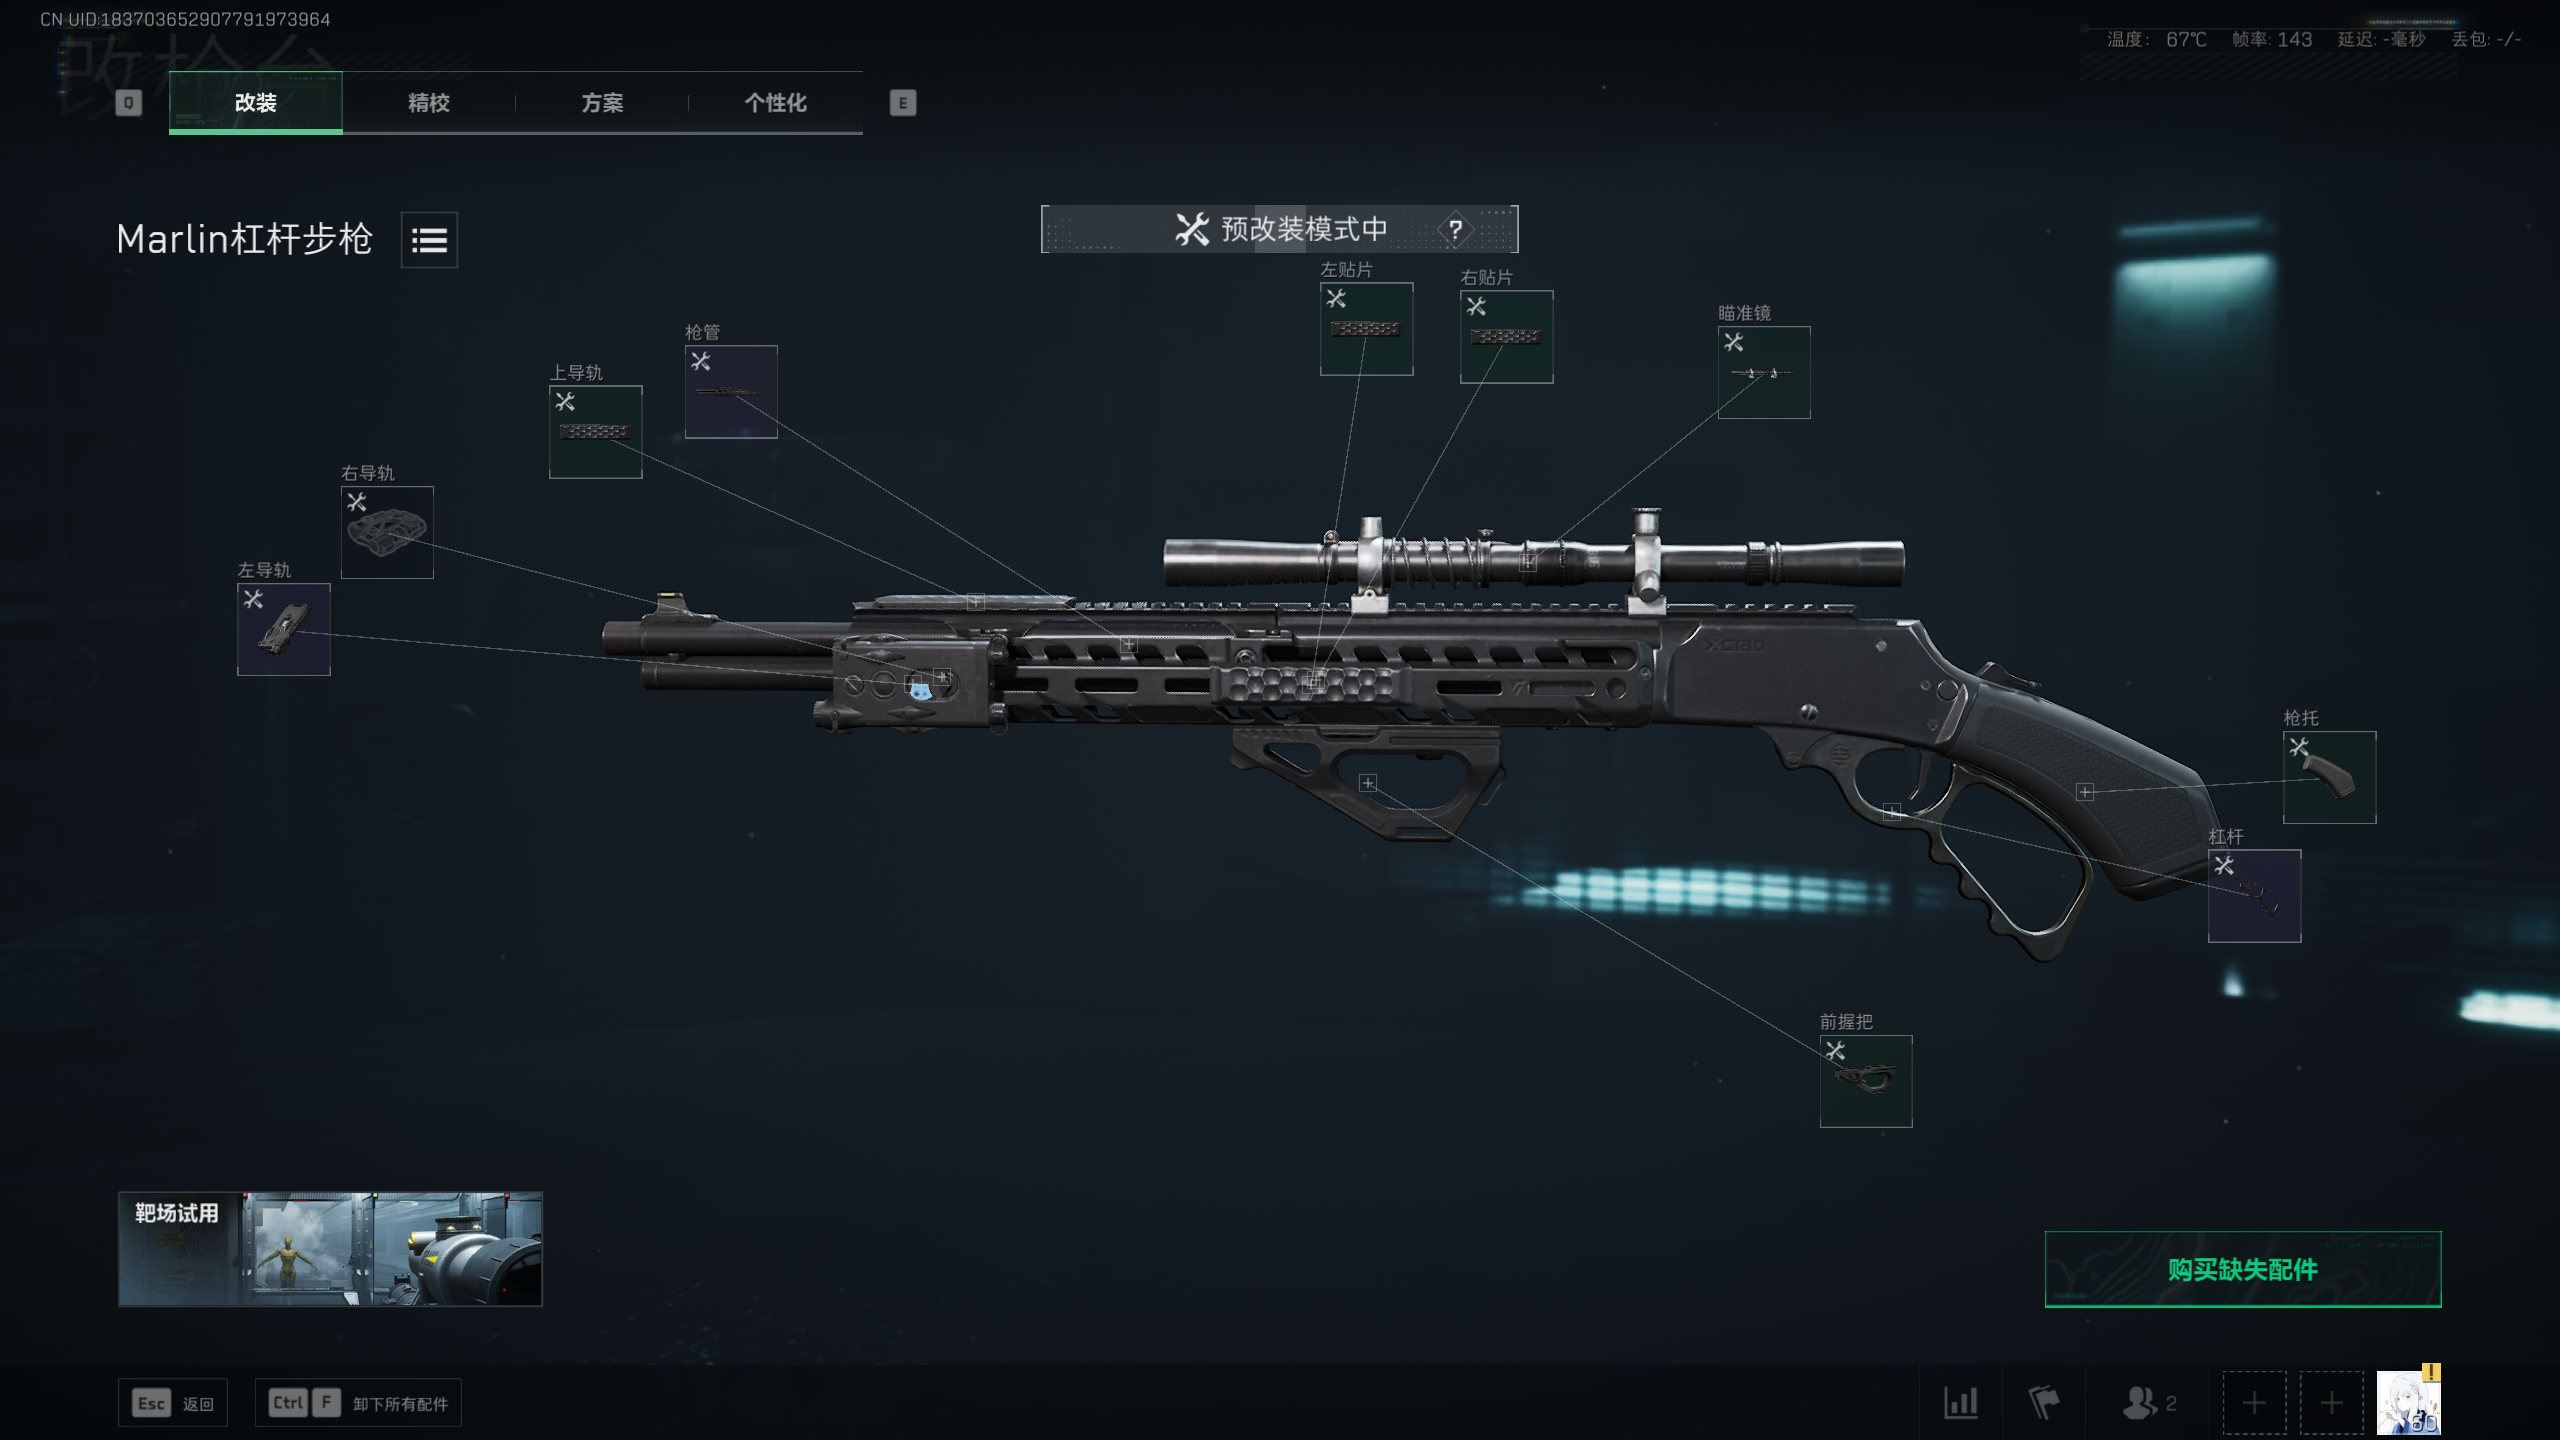 CN UID:183703652907791973964
改枪台
温度: 67℃ 帧率: 143 延迟: -毫秒 丢包: -/-
Q 改装 精校 方案 个性化 E
Marlin杠杆步枪
预改装模式中 ?
左贴片
右贴片
瞄准镜
枪管
上导轨
右导轨
左导轨
枪托
杠杆
前握把
靶场试用
购买缺失配件
Esc 返回
Ctrl F 卸下所有配件
2
60